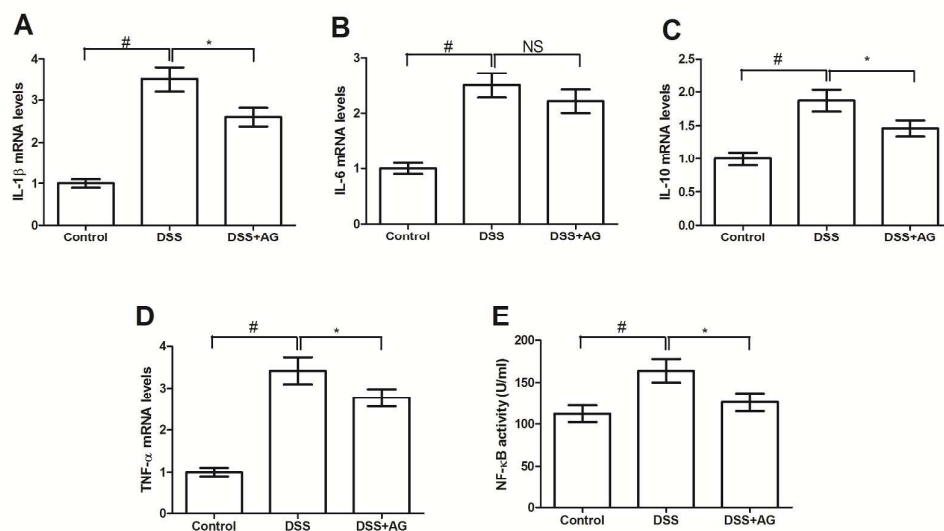 A
# *
IL-1β mRNA levels
4
3
2
1
0
Control DSS DSS+AG
B
# NS
IL-6 mRNA levels
3
2
1
0
Control DSS DSS+AG
C
# *
IL-10 mRNA levels
2.5
2.0
1.5
1.0
0.5
0.0
Control DSS DSS+AG
D
# *
TNF-α mRNA levels
4
3
2
1
0
Control DSS DSS+AG
E
# *
NF-κB activity (U/ml)
200
150
100
50
0
Control DSS DSS+AG